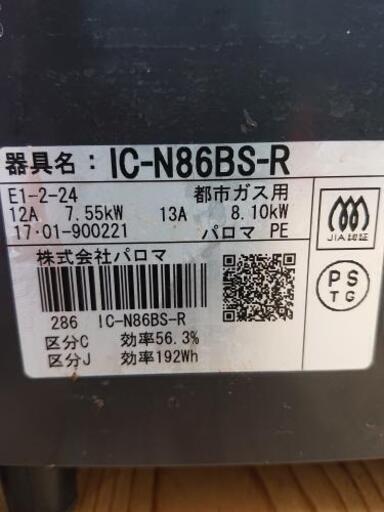 器具名 : IC-N86BS-R
E1-2-24 都市ガス用
12A 7.55kW 13A 8.10kW
17·01-900221 パロマ PE
JIA認証
株式会社パロマ
PS
TG
286 IC-N86BS-R
区分C 効率56.3%
区分J 効率192Wh